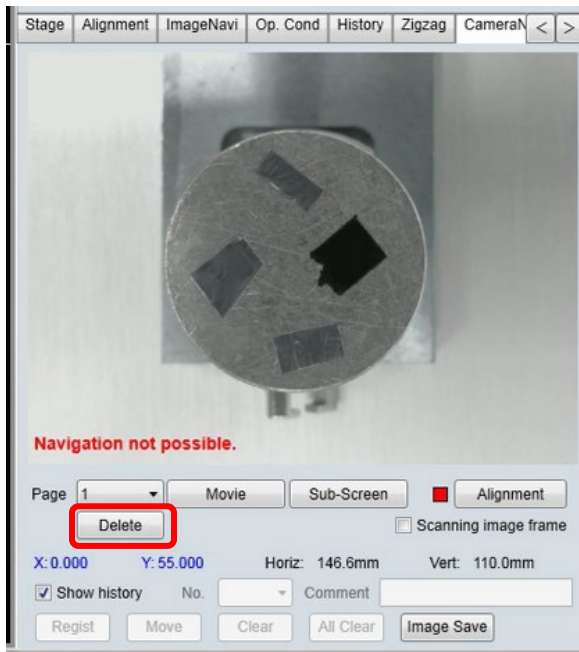 Stage Alignment ImageNavi Op. Cond History Zigzag CameraN < >
Navigation not possible.
Page 1 Movie Sub-Screen Alignment
Delete Scanning image frame
X: 0.000 Y: 55.000 Horiz: 146.6mm Vert: 110.0mm
Show history No. Comment
Regist Move Clear All Clear Image Save